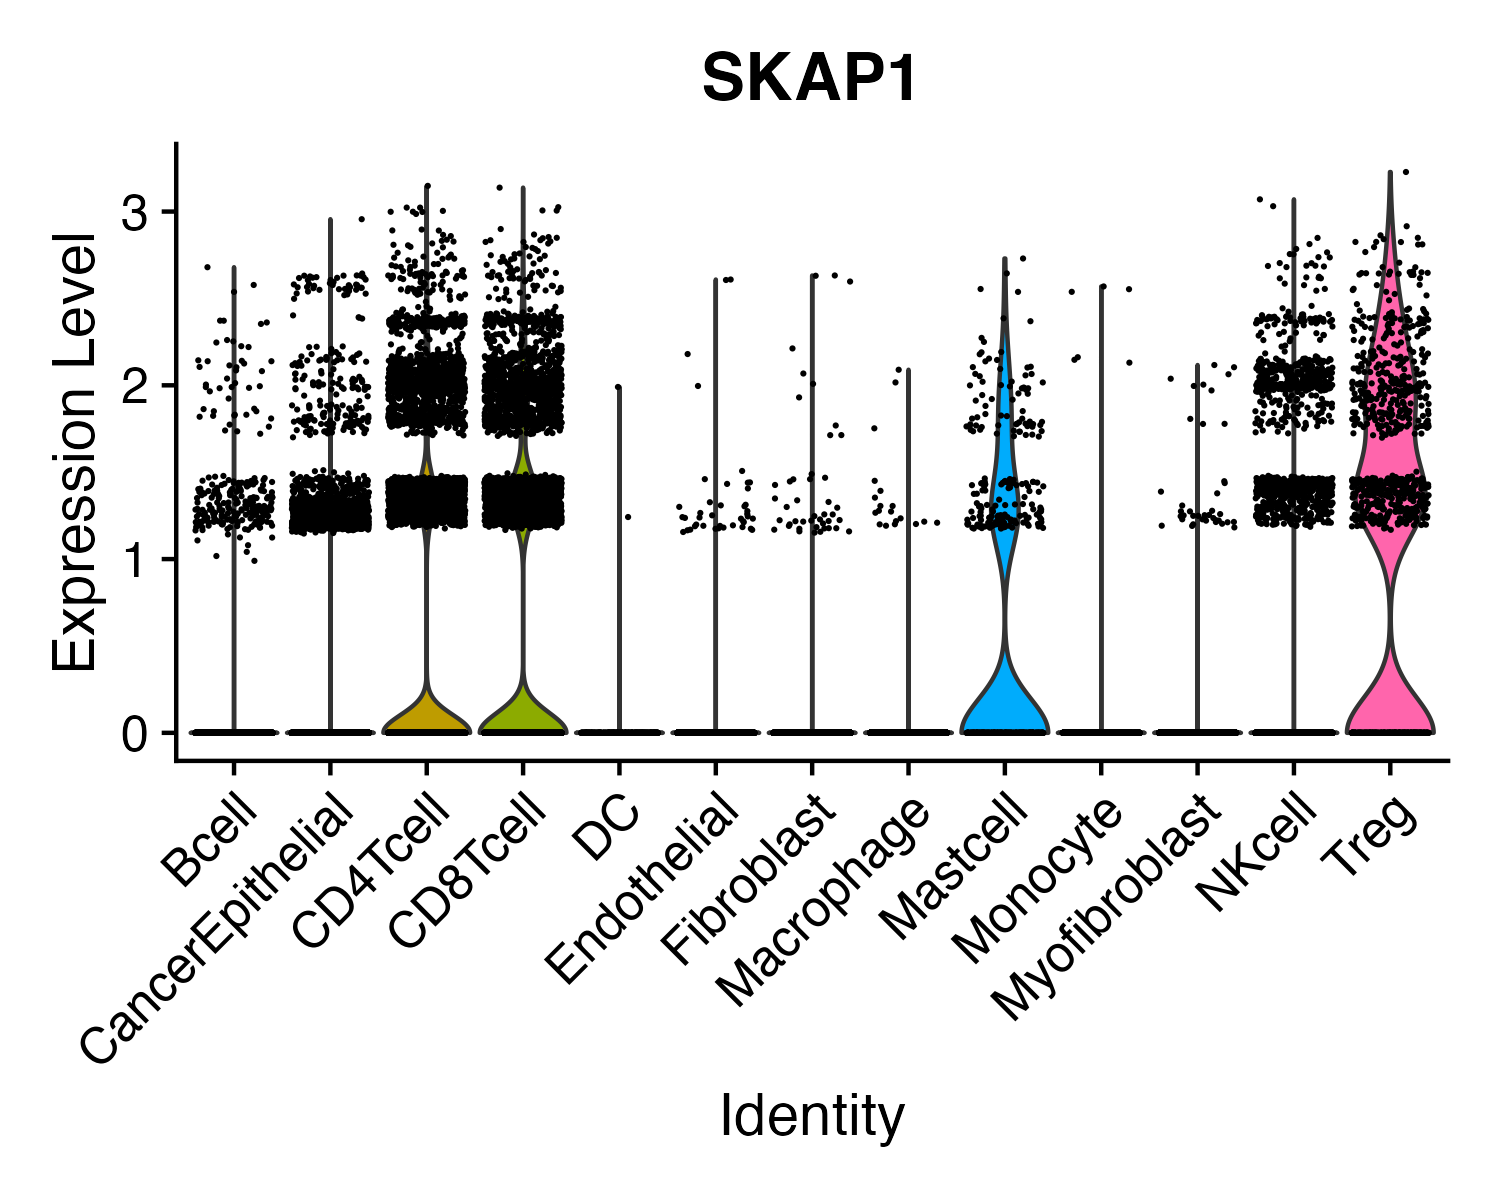 SKAP1
Expression Level
3
2
1
0
Bcell
CancerEpithelial
CD4Tcell
CD8Tcell
DC
Endothelial
Fibroblast
Macrophage
Mastcell
Monocyte
Myofibroblast
NKcell
Treg
Identity